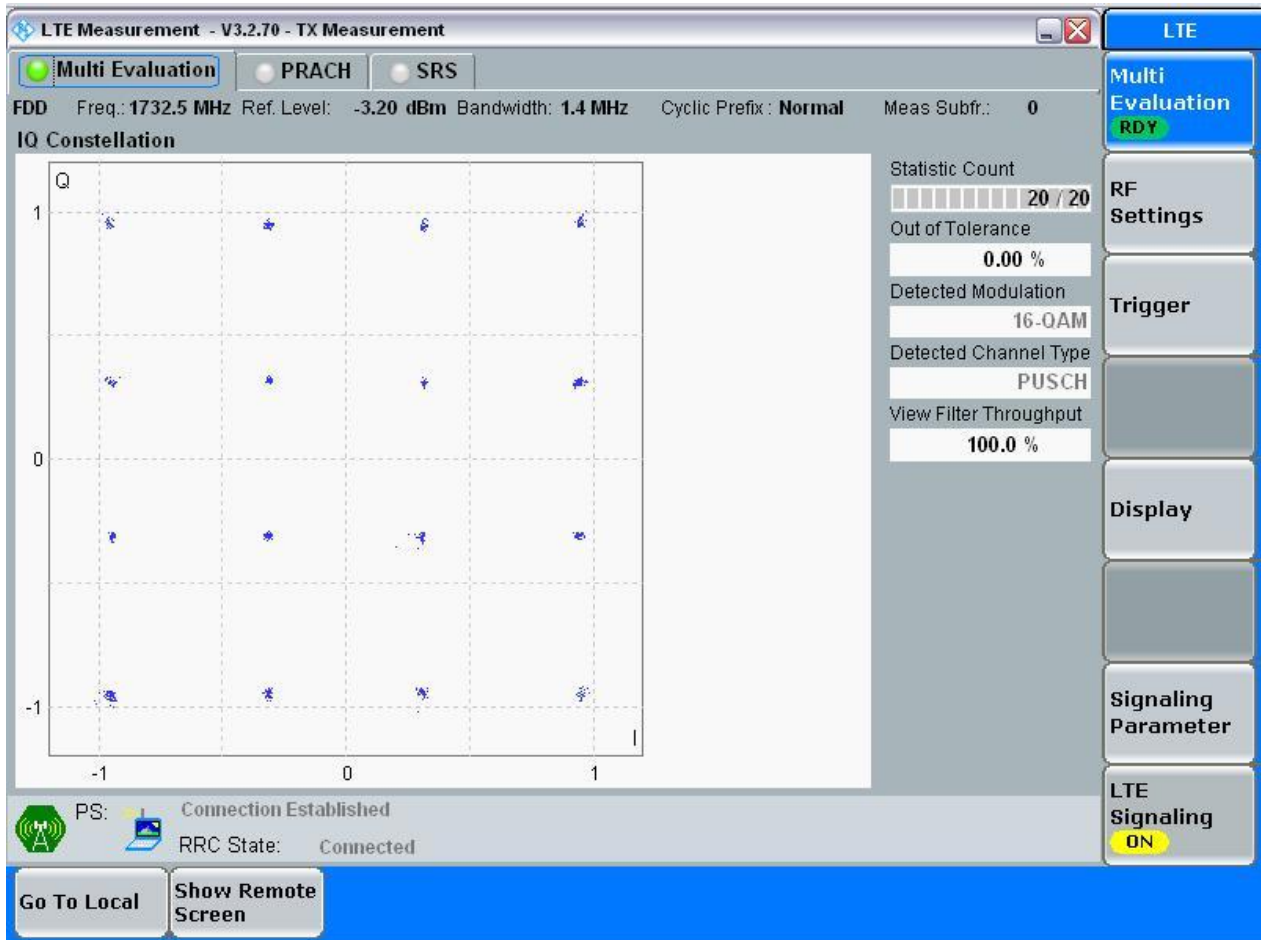 LTE Measurement - V3.2.70 - TX Measurement
LTE
Multi Evaluation PRACH SRS
Multi
Evaluation
RDY
FDD Freq.: 1732.5 MHz Ref. Level: -3.20 dBm Bandwidth: 1.4 MHz Cyclic Prefix : Normal Meas Subfr.: 0
IQ Constellation
Q
1
0
-1
I
-1 0 1
Statistic Count
20 / 20
Out of Tolerance
0.00 %
Detected Modulation
16-QAM
Detected Channel Type
PUSCH
View Filter Throughput
100.0 %
RF
Settings
Trigger
Display
Signaling
Parameter
LTE
Signaling
ON
PS: Connection Established
RRC State: Connected
Go To Local
Show Remote
Screen